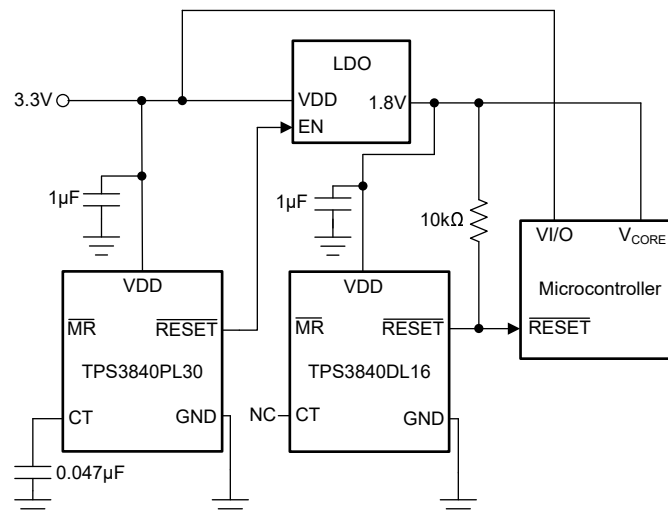 LDO
3.3V
VDD
1.8V
EN
1µF
1µF
10kΩ
VI/O
VCORE
Microcontroller
RESET
VDD
MR
RESET
TPS3840PL30
CT
GND
0.047µF
VDD
MR
RESET
TPS3840DL16
NC
CT
GND